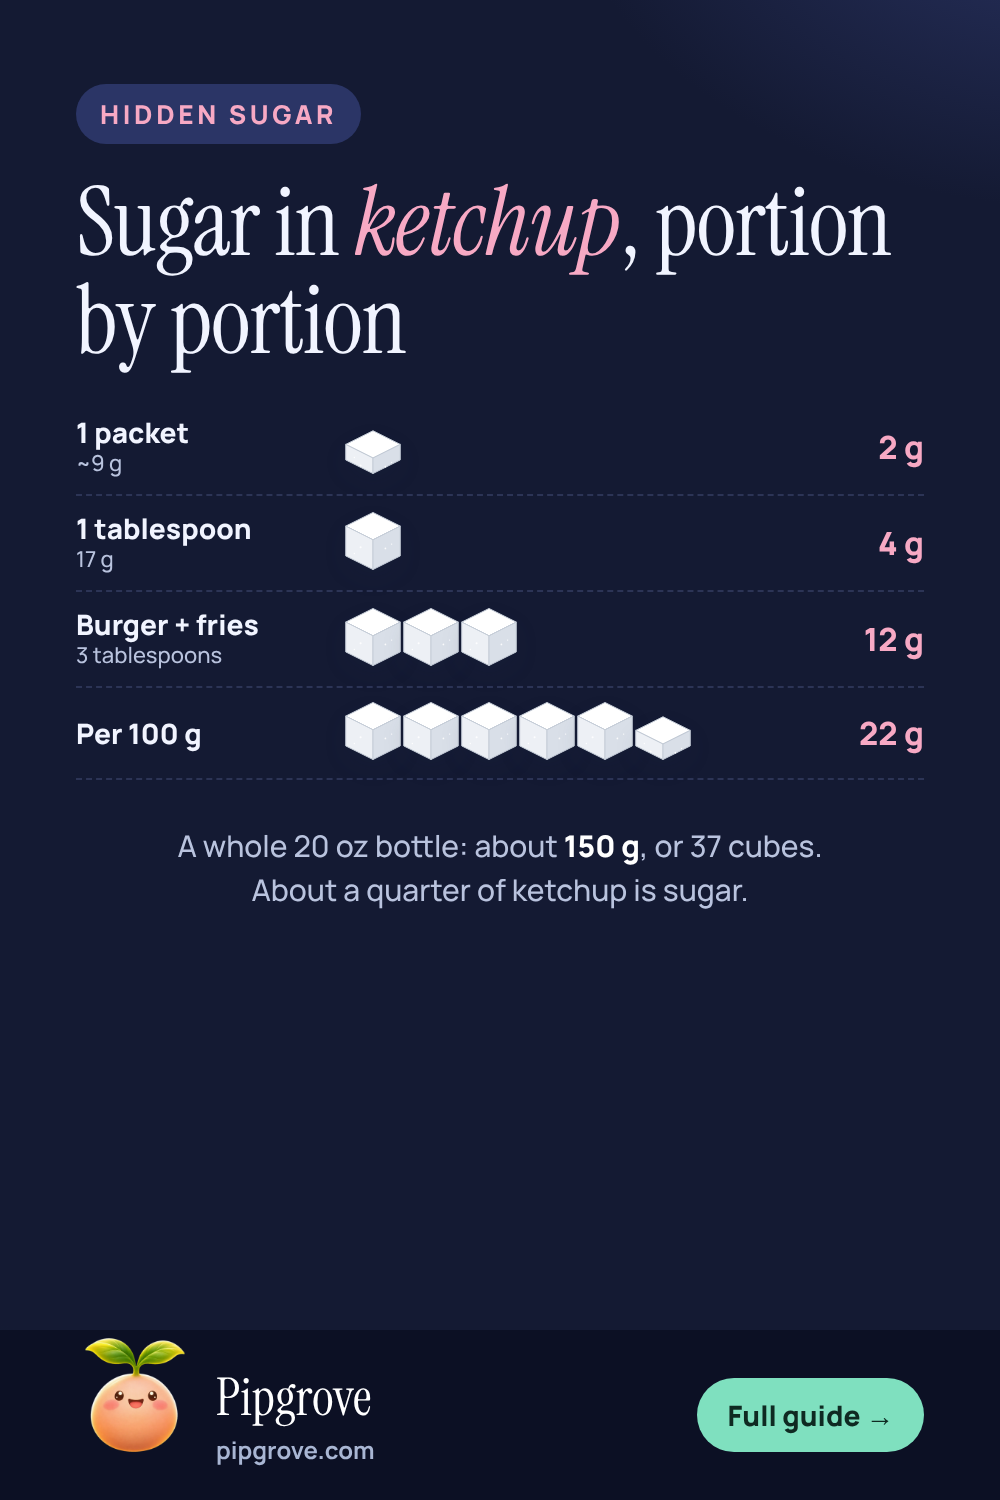 HIDDEN SUGAR
Sugar in ketchup, portion
by portion
1 packet
~9 g
2 g
1 tablespoon
17 g
4 g
Burger + fries
3 tablespoons
12 g
Per 100 g
22 g
A whole 20 oz bottle: about 150 g, or 37 cubes.
About a quarter of ketchup is sugar.
Pipgrove
pipgrove.com
Full guide →